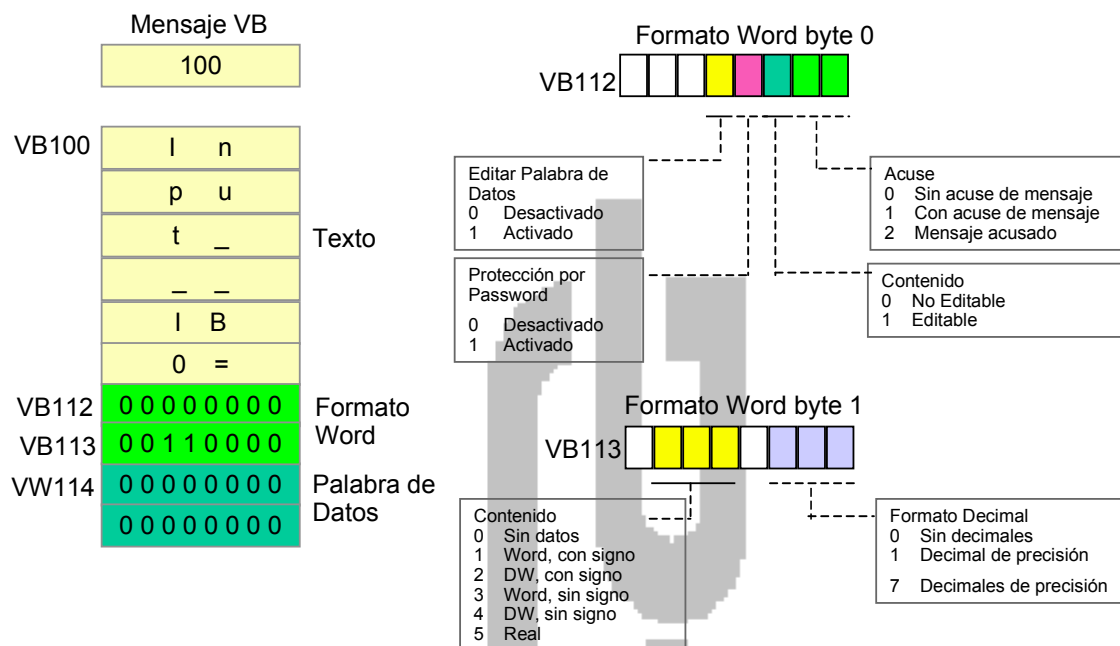 Mensaje VB
100
VB100
I n
p u
t _
_ _
I B
0 =
Texto
VB112
0 0 0 0 0 0 0 0
VB113
0 0 1 1 0 0 0 0
Formato
Word
VW114
0 0 0 0 0 0 0 0
0 0 0 0 0 0 0 0
Palabra de
Datos
Formato Word byte 0
VB112
Editar Palabra de
Datos
0 Desactivado
1 Activado
Protección por
Password
0 Desactivado
1 Activado
Acuse
0 Sin acuse de mensaje
1 Con acuse de mensaje
2 Mensaje acusado
Contenido
0 No Editable
1 Editable
Formato Word byte 1
VB113
Contenido
0 Sin datos
1 Word, con signo
2 DW, con signo
3 Word, sin signo
4 DW, sin signo
5 Real
Formato Decimal
0 Sin decimales
1 Decimal de precisión
7 Decimales de precisión